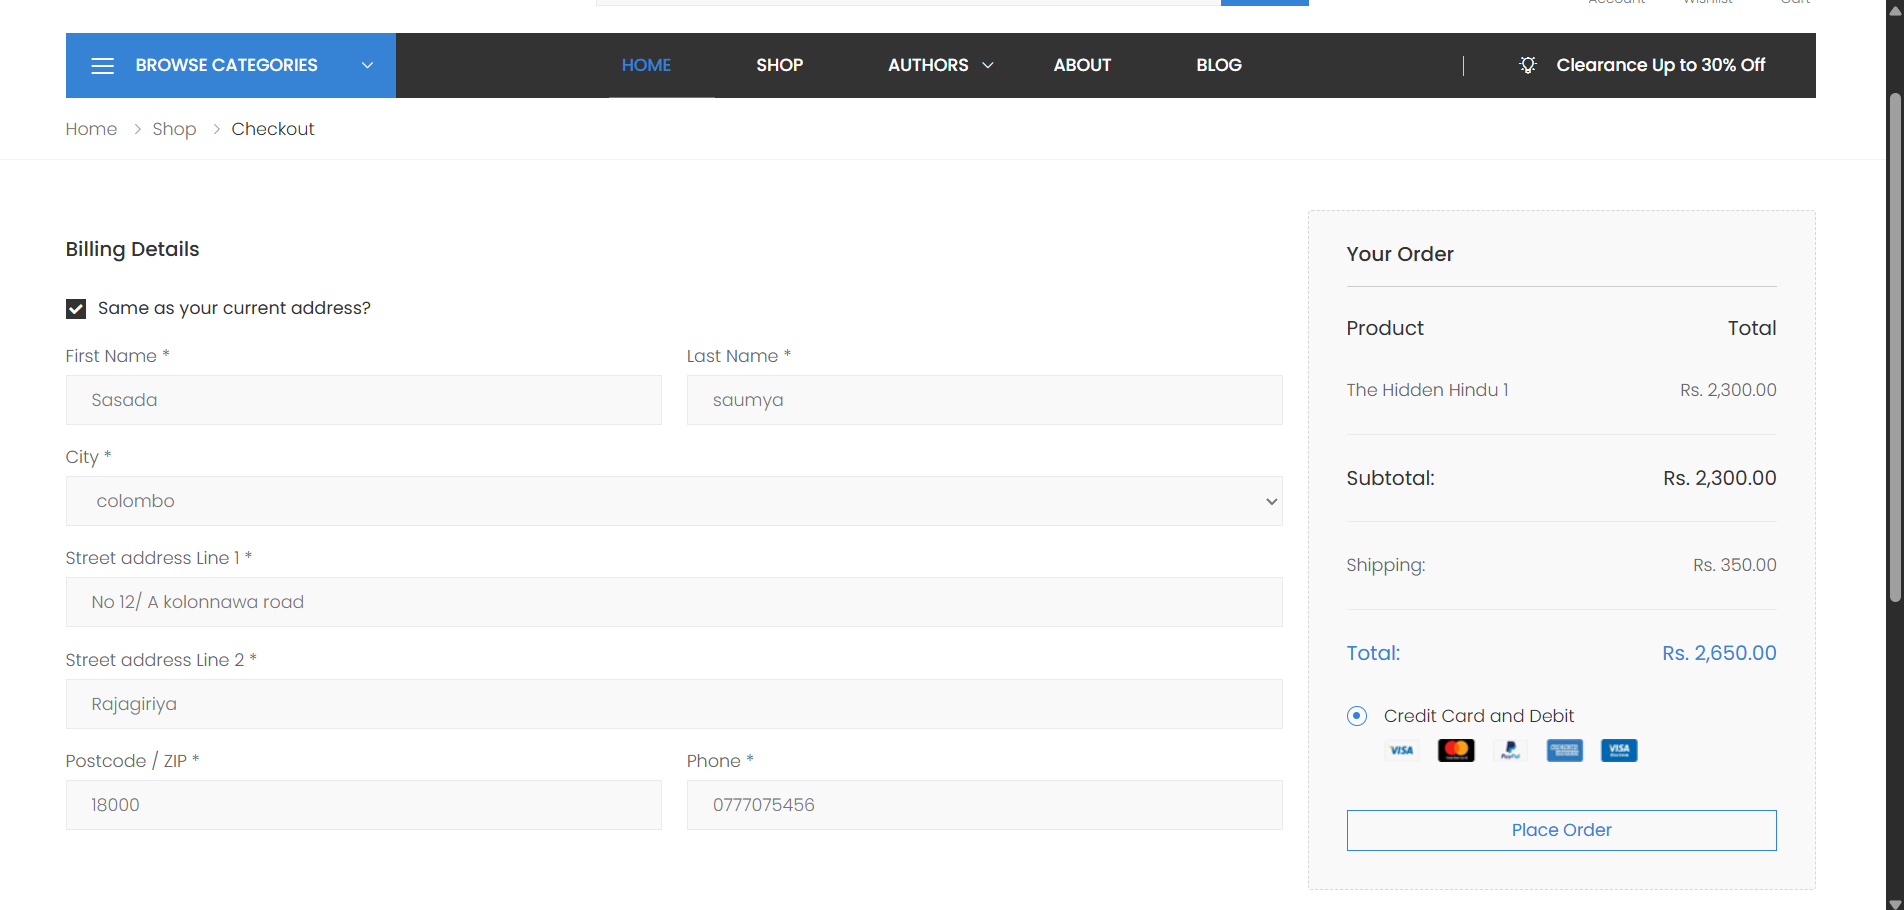 Account Wishlist Cart
BROWSE CATEGORIES HOME SHOP AUTHORS ABOUT BLOG Clearance Up to 30% Off
Home Shop Checkout
Billing Details
Same as your current address?
First Name * Last Name *
Sasada saumya
City *
colombo
Street address Line 1 *
No 12/ A kolonnawa road
Street address Line 2 *
Rajagiriya
Postcode / ZIP * Phone *
18000 0777075456
Your Order
Product Total
The Hidden Hindu 1 Rs. 2,300.00
Subtotal: Rs. 2,300.00
Shipping: Rs. 350.00
Total: Rs. 2,650.00
Credit Card and Debit
VISA PayPal VISA
Place Order